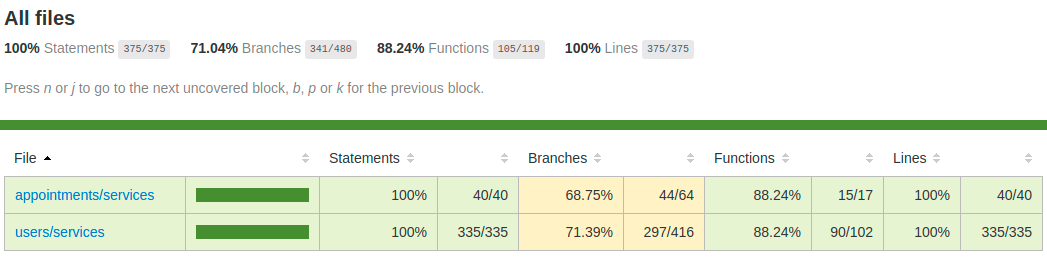 All files
100% Statements 375/375 71.04% Branches 341/480 88.24% Functions 105/119 100% Lines 375/375
Press n or j to go to the next uncovered block, b, p or k for the previous block.
File Statements Branches Functions Lines
appointments/services 100% 40/40 68.75% 44/64 88.24% 15/17 100% 40/40
users/services 100% 335/335 71.39% 297/416 88.24% 90/102 100% 335/335